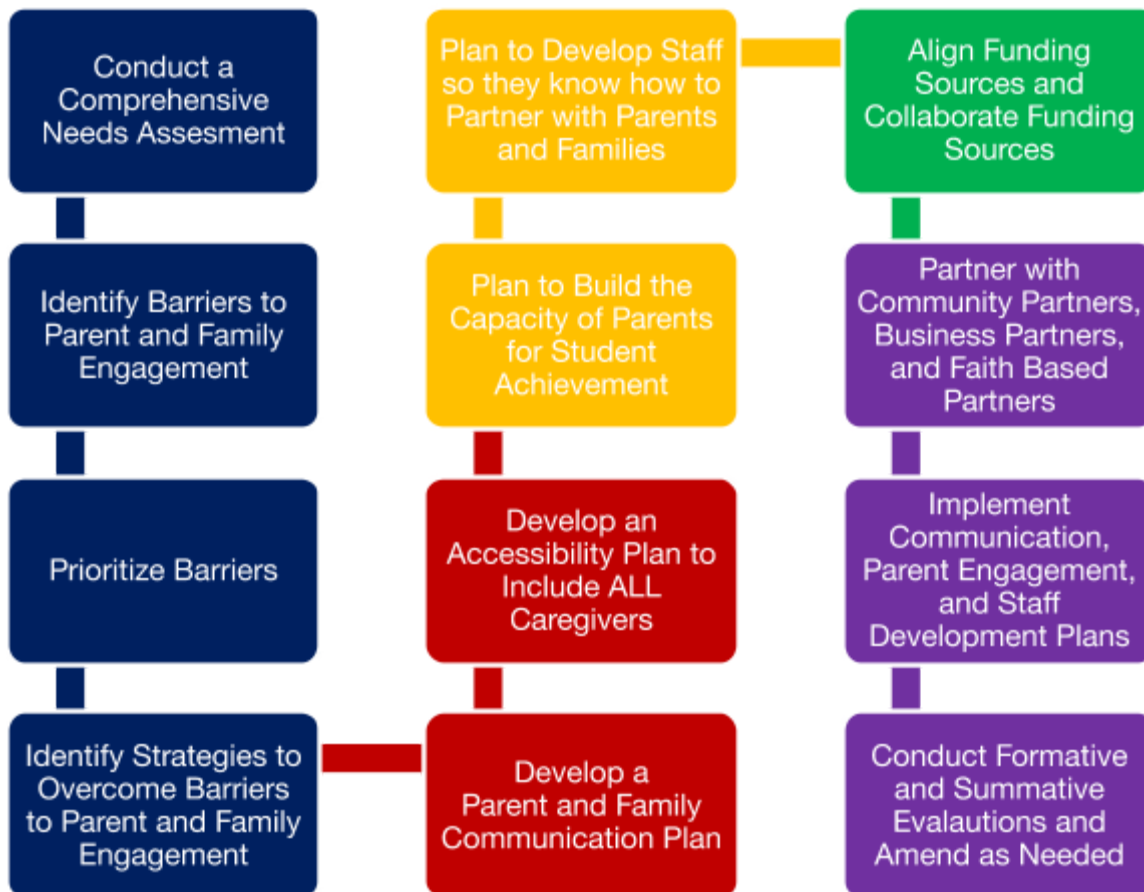 Conduct a
Comprehensive
Needs Assesment
Identify Barriers to
Parent and Family
Engagement
Prioritize Barriers
Identify Strategies to
Overcome Barriers
to Parent and Family
Engagement
Develop a
Parent and Family
Communication Plan
Develop an
Accessibility Plan to
Include ALL
Caregivers
Plan to Build the
Capacity of Parents
for Student
Achievement
Plan to Develop Staff
so they know how to
Partner with Parents
and Families
Align Funding
Sources and
Collaborate Funding
Sources
Partner with
Community Partners,
Business Partners,
and Faith Based
Partners
Implement
Communication,
Parent Engagement,
and Staff
Development Plans
Conduct Formative
and Summative
Evalautions and
Amend as Needed